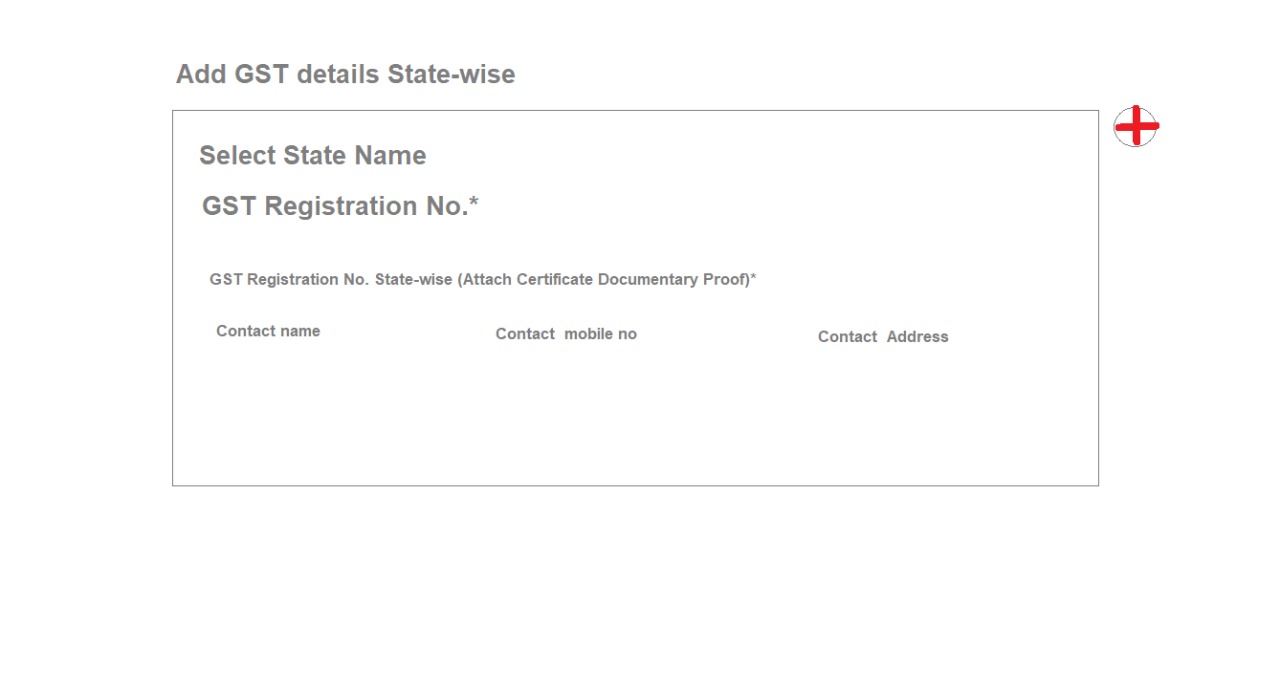 Add GST details State-wise
Select State Name
GST Registration No.*
GST Registration No. State-wise (Attach Certificate Documentary Proof)*
Contact name Contact mobile no Contact Address